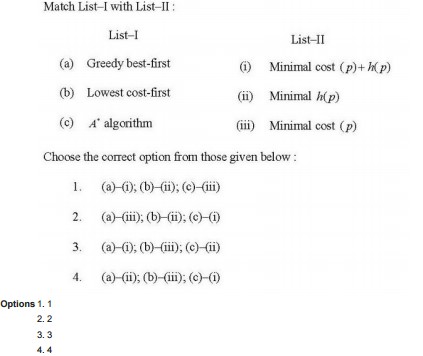 Match List–I with List–II :
List–I
List–II
(a) Greedy best-first (i) Minimal cost (p)+ h(p)
(b) Lowest cost-first (ii) Minimal h(p)
(c) A* algorithm (iii) Minimal cost (p)
Choose the correct option from those given below :
1. (a)–(i); (b)–(ii); (c)–(iii)
2. (a)–(iii); (b)–(ii); (c)–(i)
3. (a)–(i); (b)–(iii); (c)–(ii)
4. (a)–(ii); (b)–(iii); (c)–(i)
Options 1. 1
2. 2
3. 3
4. 4